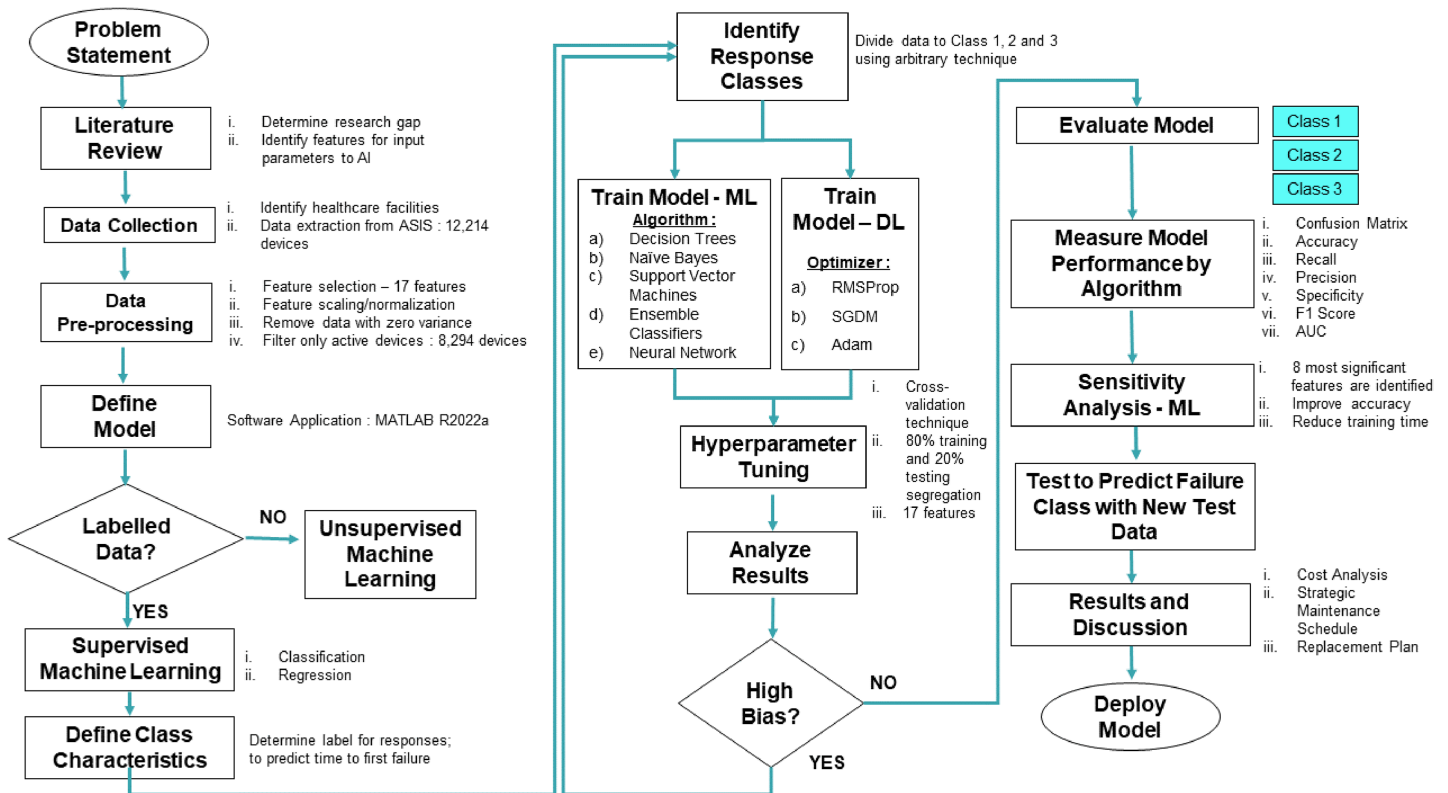 Problem
Statement
Literature
Review
i. Determine research gap
ii. Identify features for input
parameters to AI
Data Collection
i. Identify healthcare facilities
ii. Data extraction from ASIS : 12,214
devices
Data
Pre-processing
i. Feature selection – 17 features
ii. Feature scaling/normalization
iii. Remove data with zero variance
iv. Filter only active devices : 8,294 devices
Define
Model
Software Application : MATLAB R2022a
Labelled
Data?
NO
Unsupervised
Machine
Learning
YES
Supervised
Machine Learning
i. Classification
ii. Regression
Define Class
Characteristics
Determine label for responses;
to predict time to first failure
Identify
Response
Classes
Divide data to Class 1, 2 and 3
using arbitrary technique
Train Model - ML
Algorithm :
a) Decision Trees
b) Naïve Bayes
c) Support Vector
Machines
d) Ensemble
Classifiers
e) Neural Network
Train
Model – DL
Optimizer :
a) RMSProp
b) SGDM
c) Adam
Hyperparameter
Tuning
i. Cross-
validation
technique
ii. 80% training
and 20%
testing
segregation
iii. 17 features
Analyze
Results
High
Bias?
NO
YES
Evaluate Model
Class 1
Class 2
Class 3
Measure Model
Performance by
Algorithm
i. Confusion Matrix
ii. Accuracy
iii. Recall
iv. Precision
v. Specificity
vi. F1 Score
vii. AUC
Sensitivity
Analysis - ML
i. 8 most significant
features are identified
ii. Improve accuracy
iii. Reduce training time
Test to Predict Failure
Class with New Test
Data
Results and
Discussion
i. Cost Analysis
ii. Strategic
Maintenance
Schedule
iii. Replacement Plan
Deploy
Model